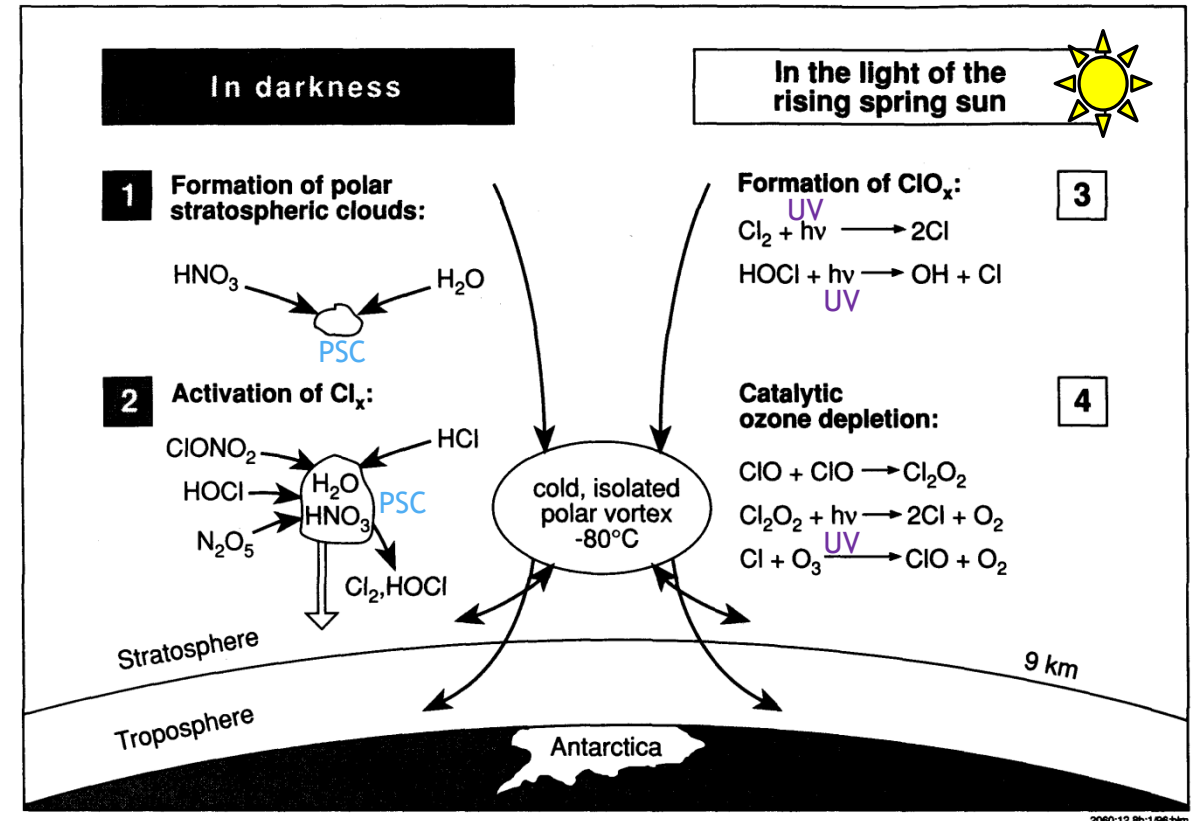 In darkness
In the light of the
rising spring sun
1
Formation of polar
stratospheric clouds:
HNO₃
H₂O
PSC
2
Activation of Clₓ:
ClONO₂
HCl
HOCl
H₂O
PSC
HNO₃
N₂O₅
Cl₂,HOCl
3
Formation of ClOₓ:
UV
Cl₂ + hν → 2Cl
HOCl + hν → OH + Cl
UV
4
Catalytic
ozone depletion:
ClO + ClO → Cl₂O₂
Cl₂O₂ + hν → 2Cl + O₂
UV
Cl + O₃ → ClO + O₂
cold, isolated
polar vortex
-80°C
Stratosphere
9 km
Troposphere
Antarctica